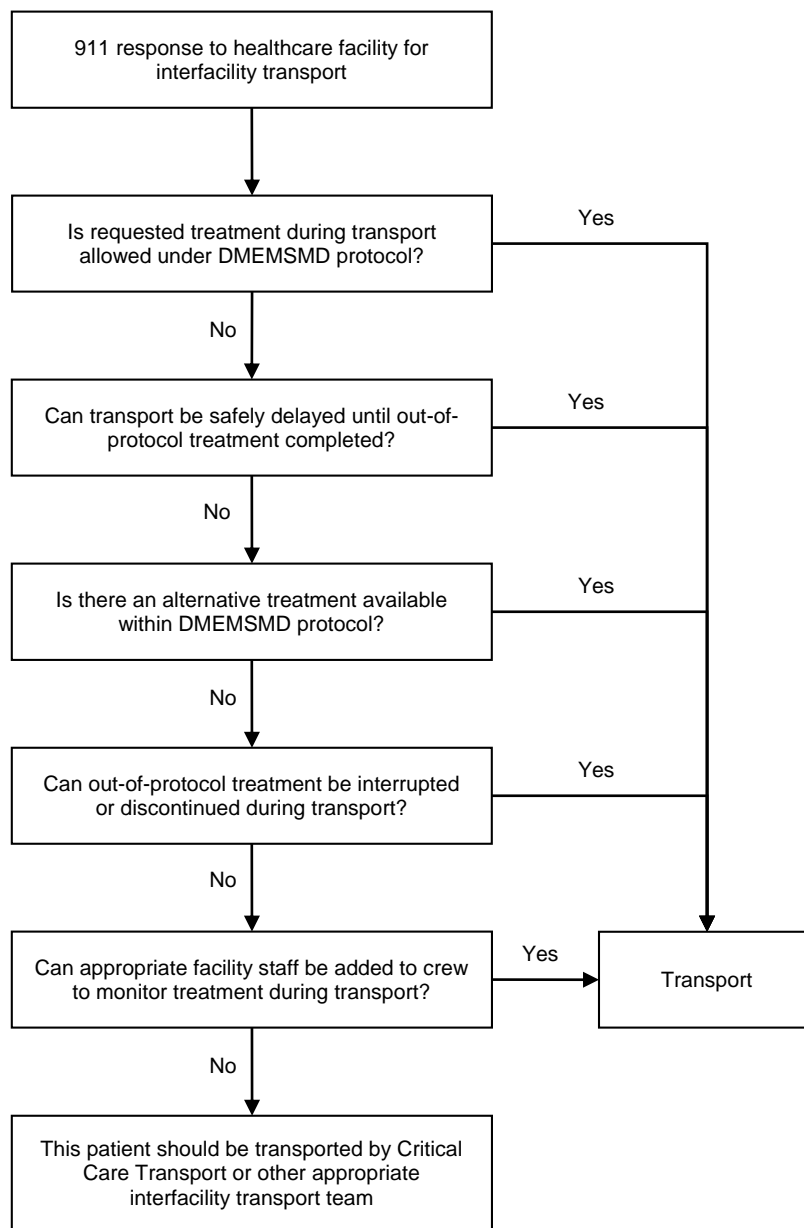 911 response to healthcare facility for
interfacility transport
Is requested treatment during transport
allowed under DMEMSMD protocol?
Yes
No
Can transport be safely delayed until out-of-
protocol treatment completed?
Yes
No
Is there an alternative treatment available
within DMEMSMD protocol?
Yes
No
Can out-of-protocol treatment be interrupted
or discontinued during transport?
Yes
No
Can appropriate facility staff be added to crew
to monitor treatment during transport?
Yes
Transport
No
This patient should be transported by Critical
Care Transport or other appropriate
interfacility transport team